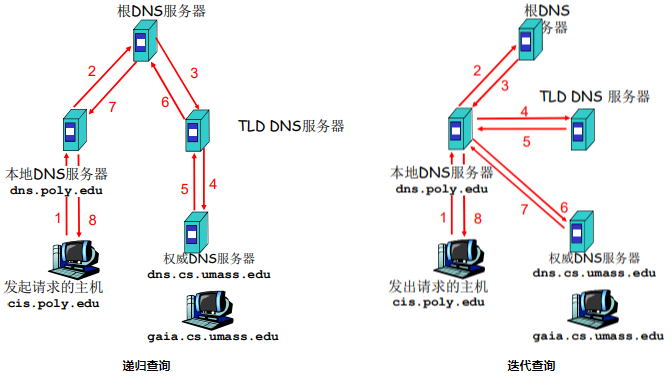 根DNS服务器
2
3
7
6
TLD DNS服务器
本地DNS服务器
dns.poly.edu
5
4
1
8
权威DNS服务器
dns.cs.umass.edu
发起请求的主机
cis.poly.edu
gaia.cs.umass.edu
递归查询
根DNS
务器
2
3
TLD DNS 服务器
4
5
本地DNS服务器
dns.poly.edu
6
7
1
8
权威DNS服务器
dns.cs.umass.edu
发出请求的主机
cis.poly.edu
gaia.cs.umass.edu
迭代查询